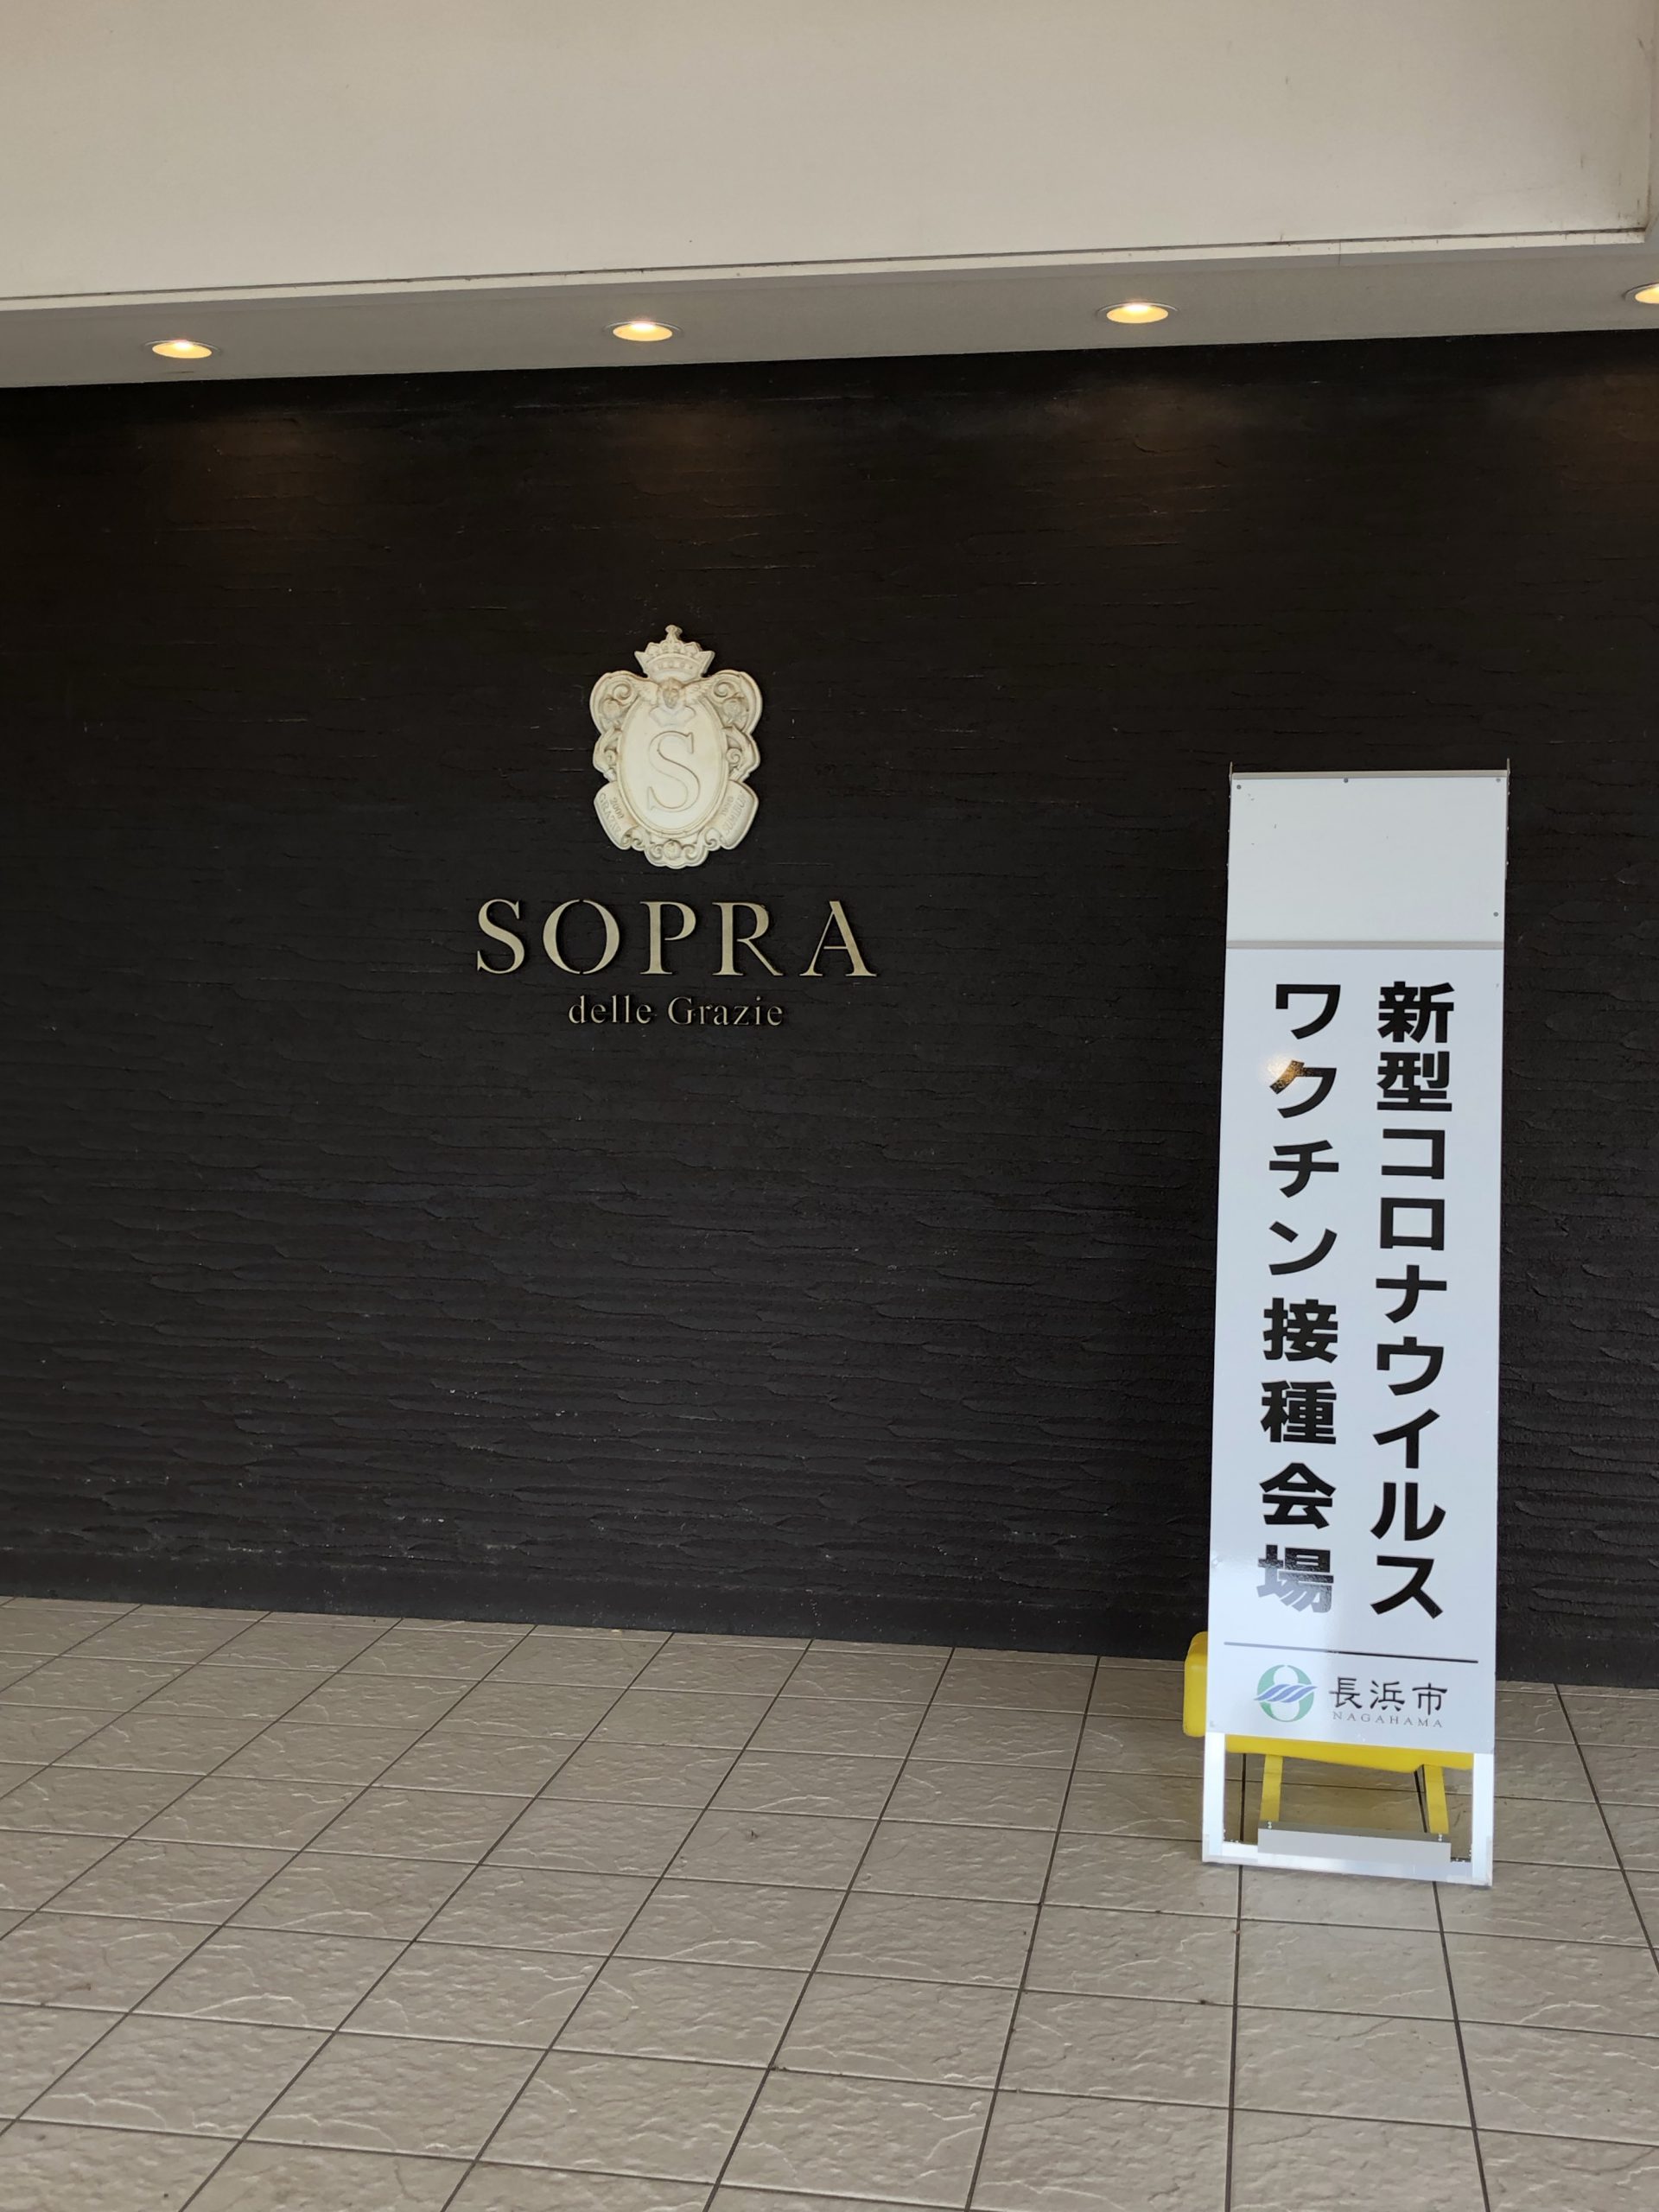 S
2000
SOPRA
delle Grazie
新型コロナウイルス
ワクチン接種会場
長浜市
NAGAHAMA